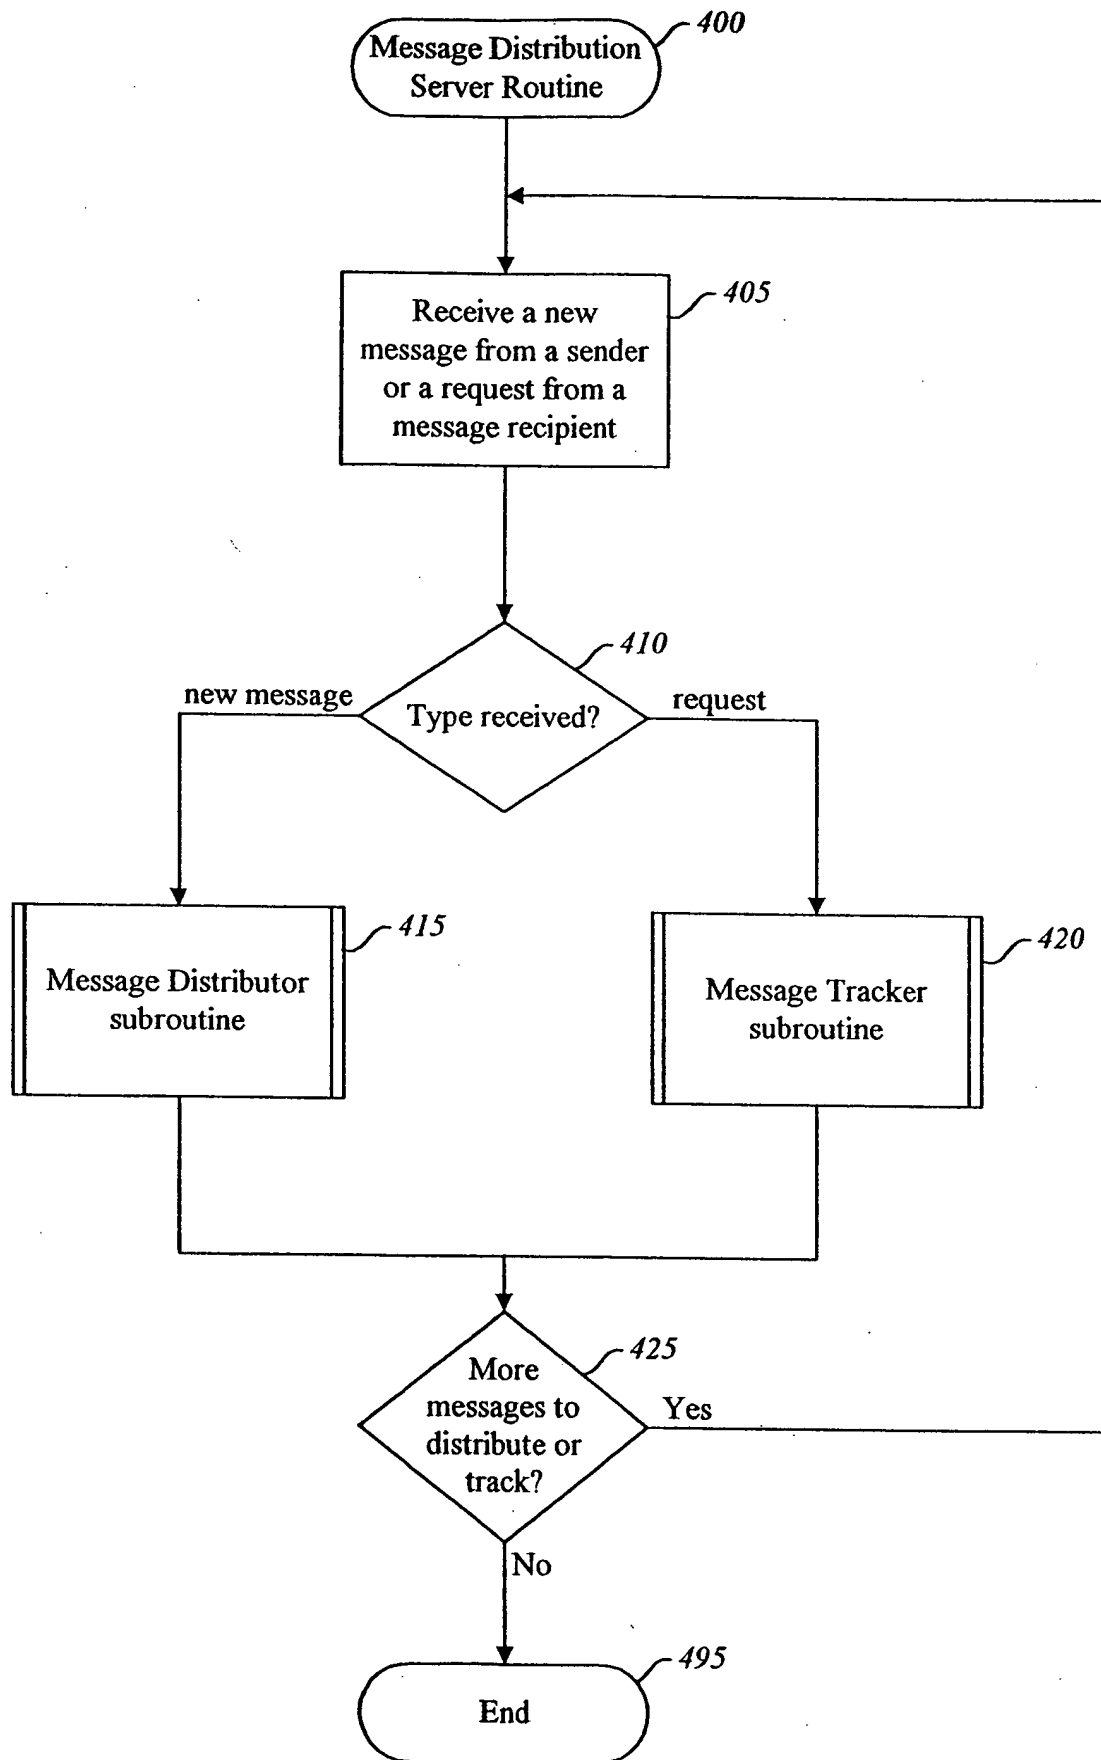 400
Message Distribution
Server Routine
405
Receive a new
message from a sender
or a request from a
message recipient
410
new message
Type received?
request
415
Message Distributor
subroutine
420
Message Tracker
subroutine
425
More
messages to
distribute or
track?
Yes
No
495
End